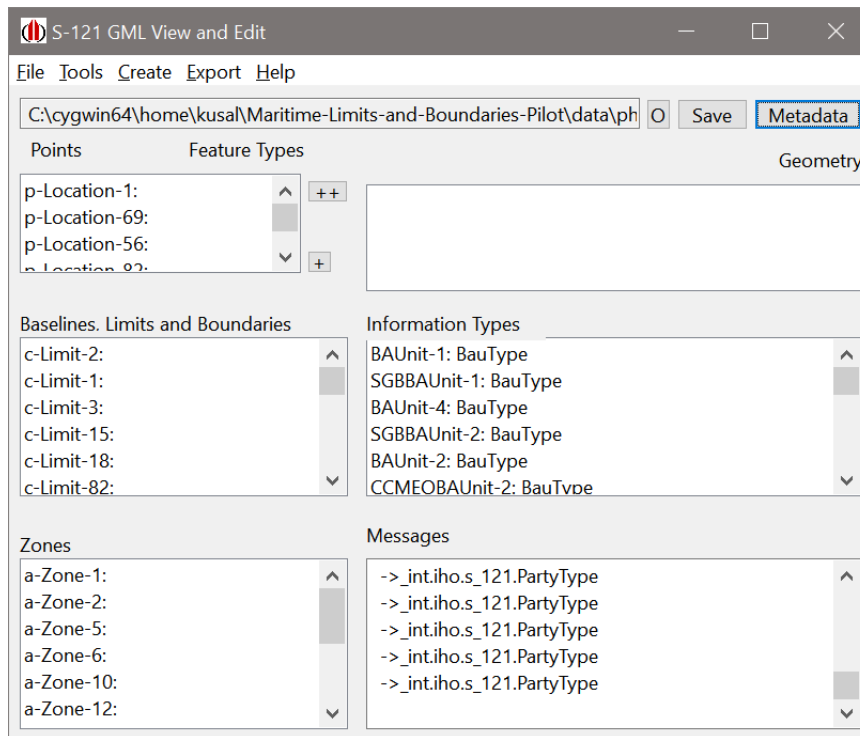 S-121 GML View and Edit
File Tools Create Export Help
C:\cygwin64\home\kusal\Maritime-Limits-and-Boundaries-Pilot\data\ph O Save Metadata
Points Feature Types
Geometry
p-Location-1:
p-Location-69:
p-Location-56:
p-Location-82:
++
+
Baselines. Limits and Boundaries
c-Limit-2:
c-Limit-1:
c-Limit-3:
c-Limit-15:
c-Limit-18:
c-Limit-82:
Information Types
BAUnit-1: BauType
SGBBAUnit-1: BauType
BAUnit-4: BauType
SGBBAUnit-2: BauType
BAUnit-2: BauType
CCMEOBAUnit-2: BauType
Zones
a-Zone-1:
a-Zone-2:
a-Zone-5:
a-Zone-6:
a-Zone-10:
a-Zone-12:
Messages
->_int.iho.s_121.PartyType
->_int.iho.s_121.PartyType
->_int.iho.s_121.PartyType
->_int.iho.s_121.PartyType
->_int.iho.s_121.PartyType